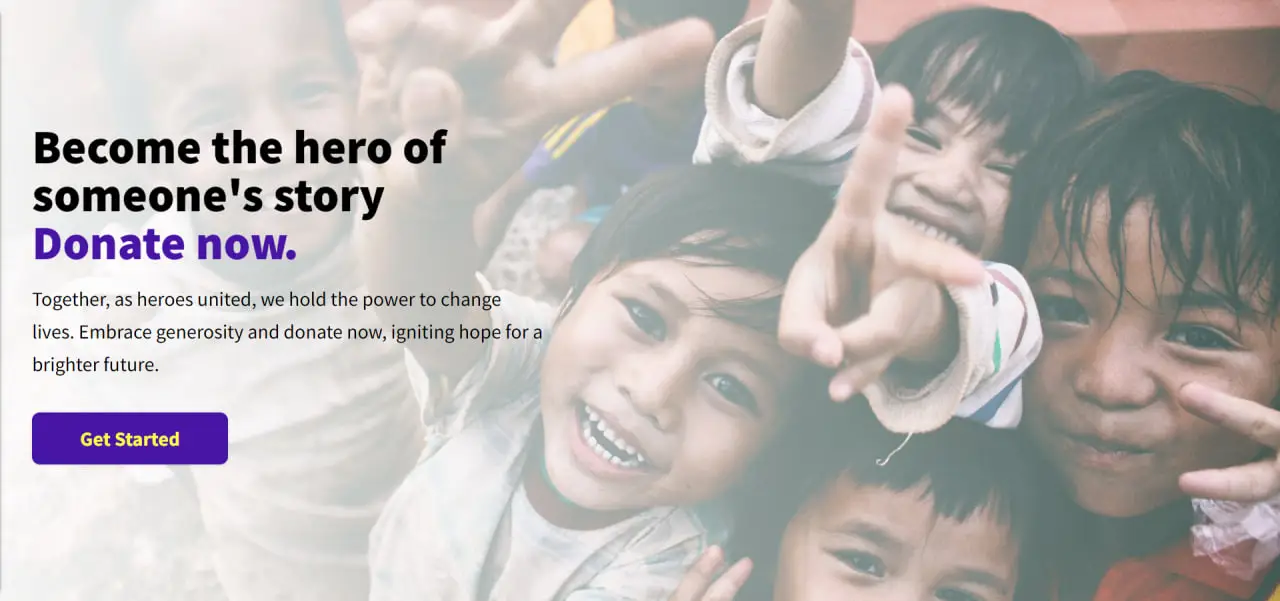 Become the hero of
someone's story
Donate now.
Together, as heroes united, we hold the power to change
lives. Embrace generosity and donate now, igniting hope for a
brighter future.
Get Started